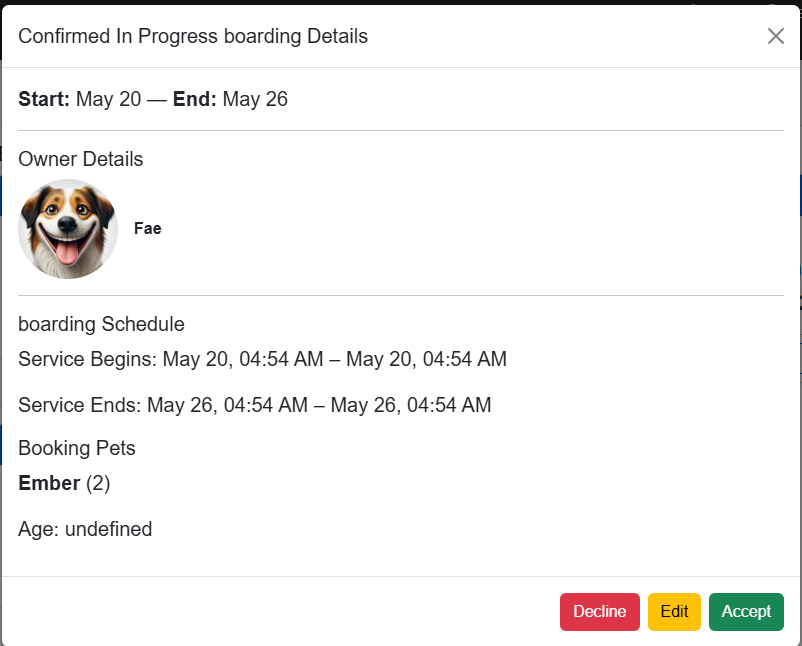 Confirmed In Progress boarding Details
Start: May 20 — End: May 26
Owner Details
Fae
boarding Schedule
Service Begins: May 20, 04:54 AM – May 20, 04:54 AM
Service Ends: May 26, 04:54 AM – May 26, 04:54 AM
Booking Pets
Ember (2)
Age: undefined
Decline Edit Accept